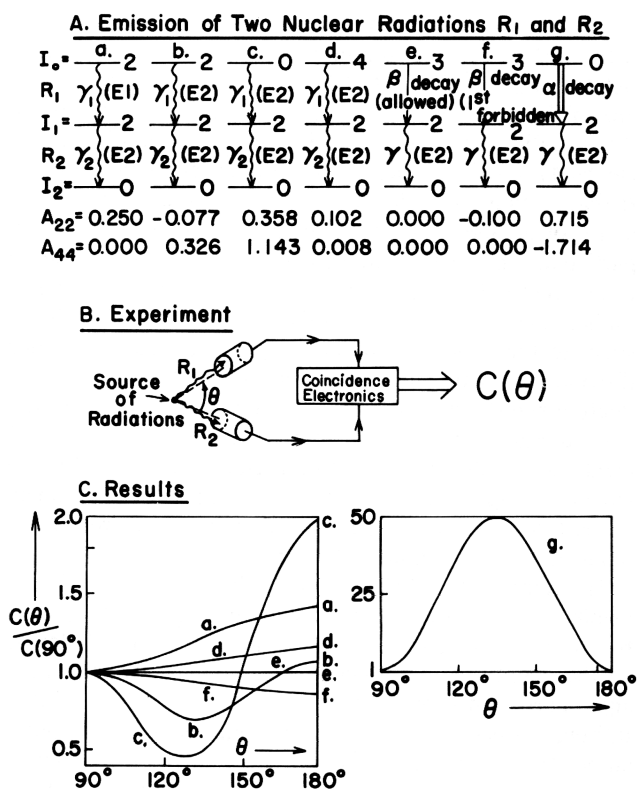 A. Emission of Two Nuclear Radiations R₁ and R₂
a. b. c. d. e. f. g.
I₀= 2 2 0 4 3 3 0
R₁ γ₁(E1) γ₁(E2) γ₁(E2) γ₁(E2) β decay (allowed) β decay (1st forbidden) α decay
I₁= 2 2 2 2 2 2 2
R₂ γ₂(E2) γ₂(E2) γ₂(E2) γ₂(E2) γ (E2) γ (E2) γ (E2)
I₂= 0 0 0 0 0 0 0
A₂₂= 0.250 -0.077 0.358 0.102 0.000 -0.100 0.715
A₄₄= 0.000 0.326 1.143 0.008 0.000 0.000 -1.714
B. Experiment
R₁
Source
of
Radiations
θ
R₂
Coincidence
Electronics
C(θ)
C. Results
C(θ)
C(90°)
2.0
1.5
1.0
0.5
90° 120° 150° 180°
θ
a.
d.
e.
f.
b.
c.
c.
a.
d.
b.
e.
f.
50
25
1
g.
90° 120° 150° 180°
θ